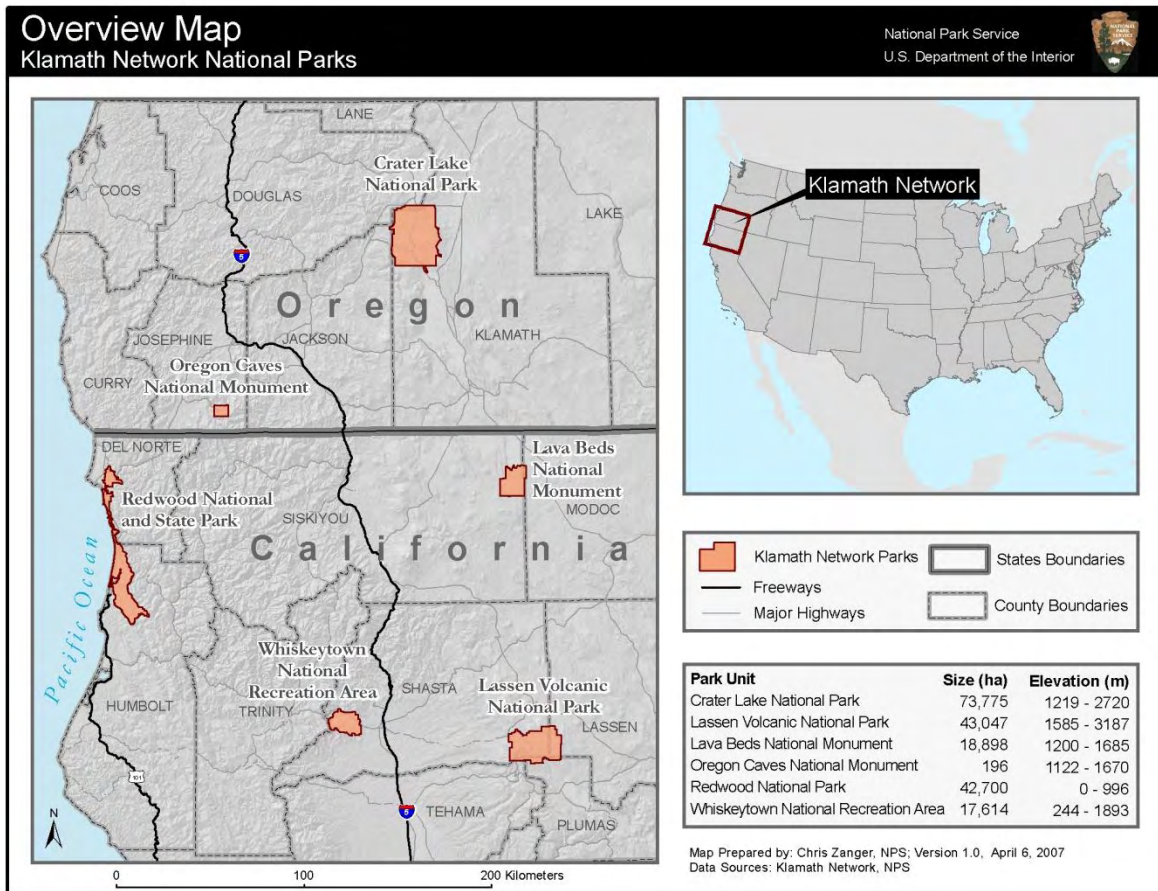 Overview Map
Klamath Network National Parks
National Park Service
U.S. Department of the Interior
NATIONAL
PARK
SERVICE
LANE
COOS
DOUGLAS
Crater Lake
National Park
LAKE
5
Oregon
JOSEPHINE
JACKSON
KLAMATH
Oregon Caves
National Monument
CURRY
DEL NORTE
Lava Beds
National
Monument
MODOC
Redwood National
and State Park
SISKIYOU
California
Pacific Ocean
Whiskeytown
National
Recreation Area
SHASTA
Lassen Volcanic
National Park
HUMBOLT
TRINITY
LASSEN
101
5
TEHAMA
PLUMAS
N
0 200 Kilometers
100
Klamath Network
Klamath Network Parks
States Boundaries
Freeways
Major Highways
County Boundaries
Park Unit Size (ha) Elevation (m)
Crater Lake National Park 73,775 1219 - 2720
Lassen Volcanic National Park 43,047 1585 - 3187
Lava Beds National Monument 18,898 1200 - 1685
Oregon Caves National Monument 196 1122 - 1670
Redwood National Park 42,700 0 - 996
Whiskeytown National Recreation Area 17,614 244 - 1893
Map Prepared by: Chris Zanger, NPS; Version 1.0, April 6, 2007
Data Sources: Klamath Network, NPS